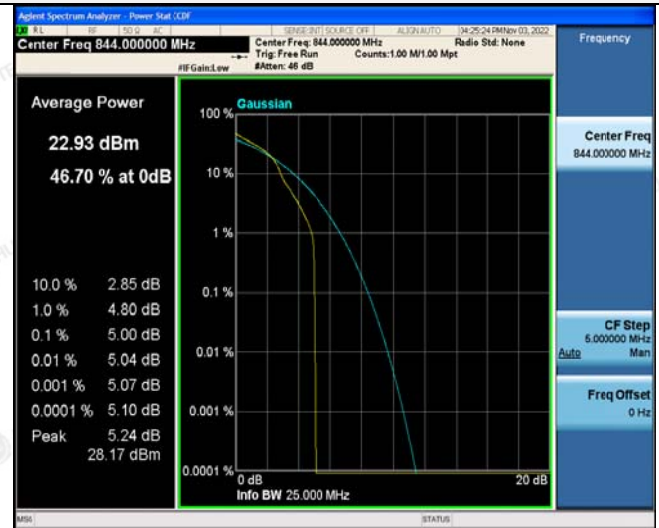 Agilent Spectrum Analyzer - Power Stat CCDF
RL RF 50 Ω AC SENSE:INT SOURCE OFF ALIGN AUTO 04:25:24 PM Nov 03, 2022
Center Freq 844.000000 MHz
Center Freq: 844.000000 MHz Radio Std: None
Trig: Free Run Counts:1.00 M/1.00 Mpt
#IFGain:Low #Atten: 46 dB
Frequency
Average Power
22.93 dBm
46.70 % at 0dB
10.0 % 2.85 dB
1.0 % 4.80 dB
0.1 % 5.00 dB
0.01 % 5.04 dB
0.001 % 5.07 dB
0.0001 % 5.10 dB
Peak 5.24 dB
28.17 dBm
Gaussian
100 %
10 %
1 %
0.1 %
0.01 %
0.001 %
0.0001 %
0 dB 20 dB
Info BW 25.000 MHz
Center Freq
844.000000 MHz
CF Step
5.000000 MHz
Auto Man
Freq Offset
0 Hz
MSG STATUS